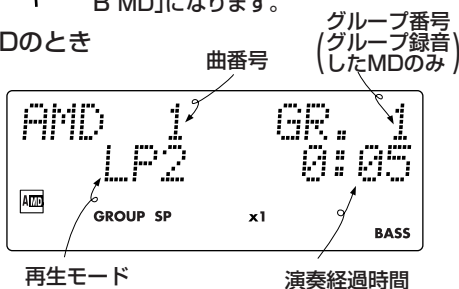 B MD」になります。
Dのとき
グループ番号
(グループ録音
したMDのみ)
曲番号
AMD 1 GR. 1
LP2 0:05
A MD
GROUP SP x1
BASS
再生モード
演奏経過時間